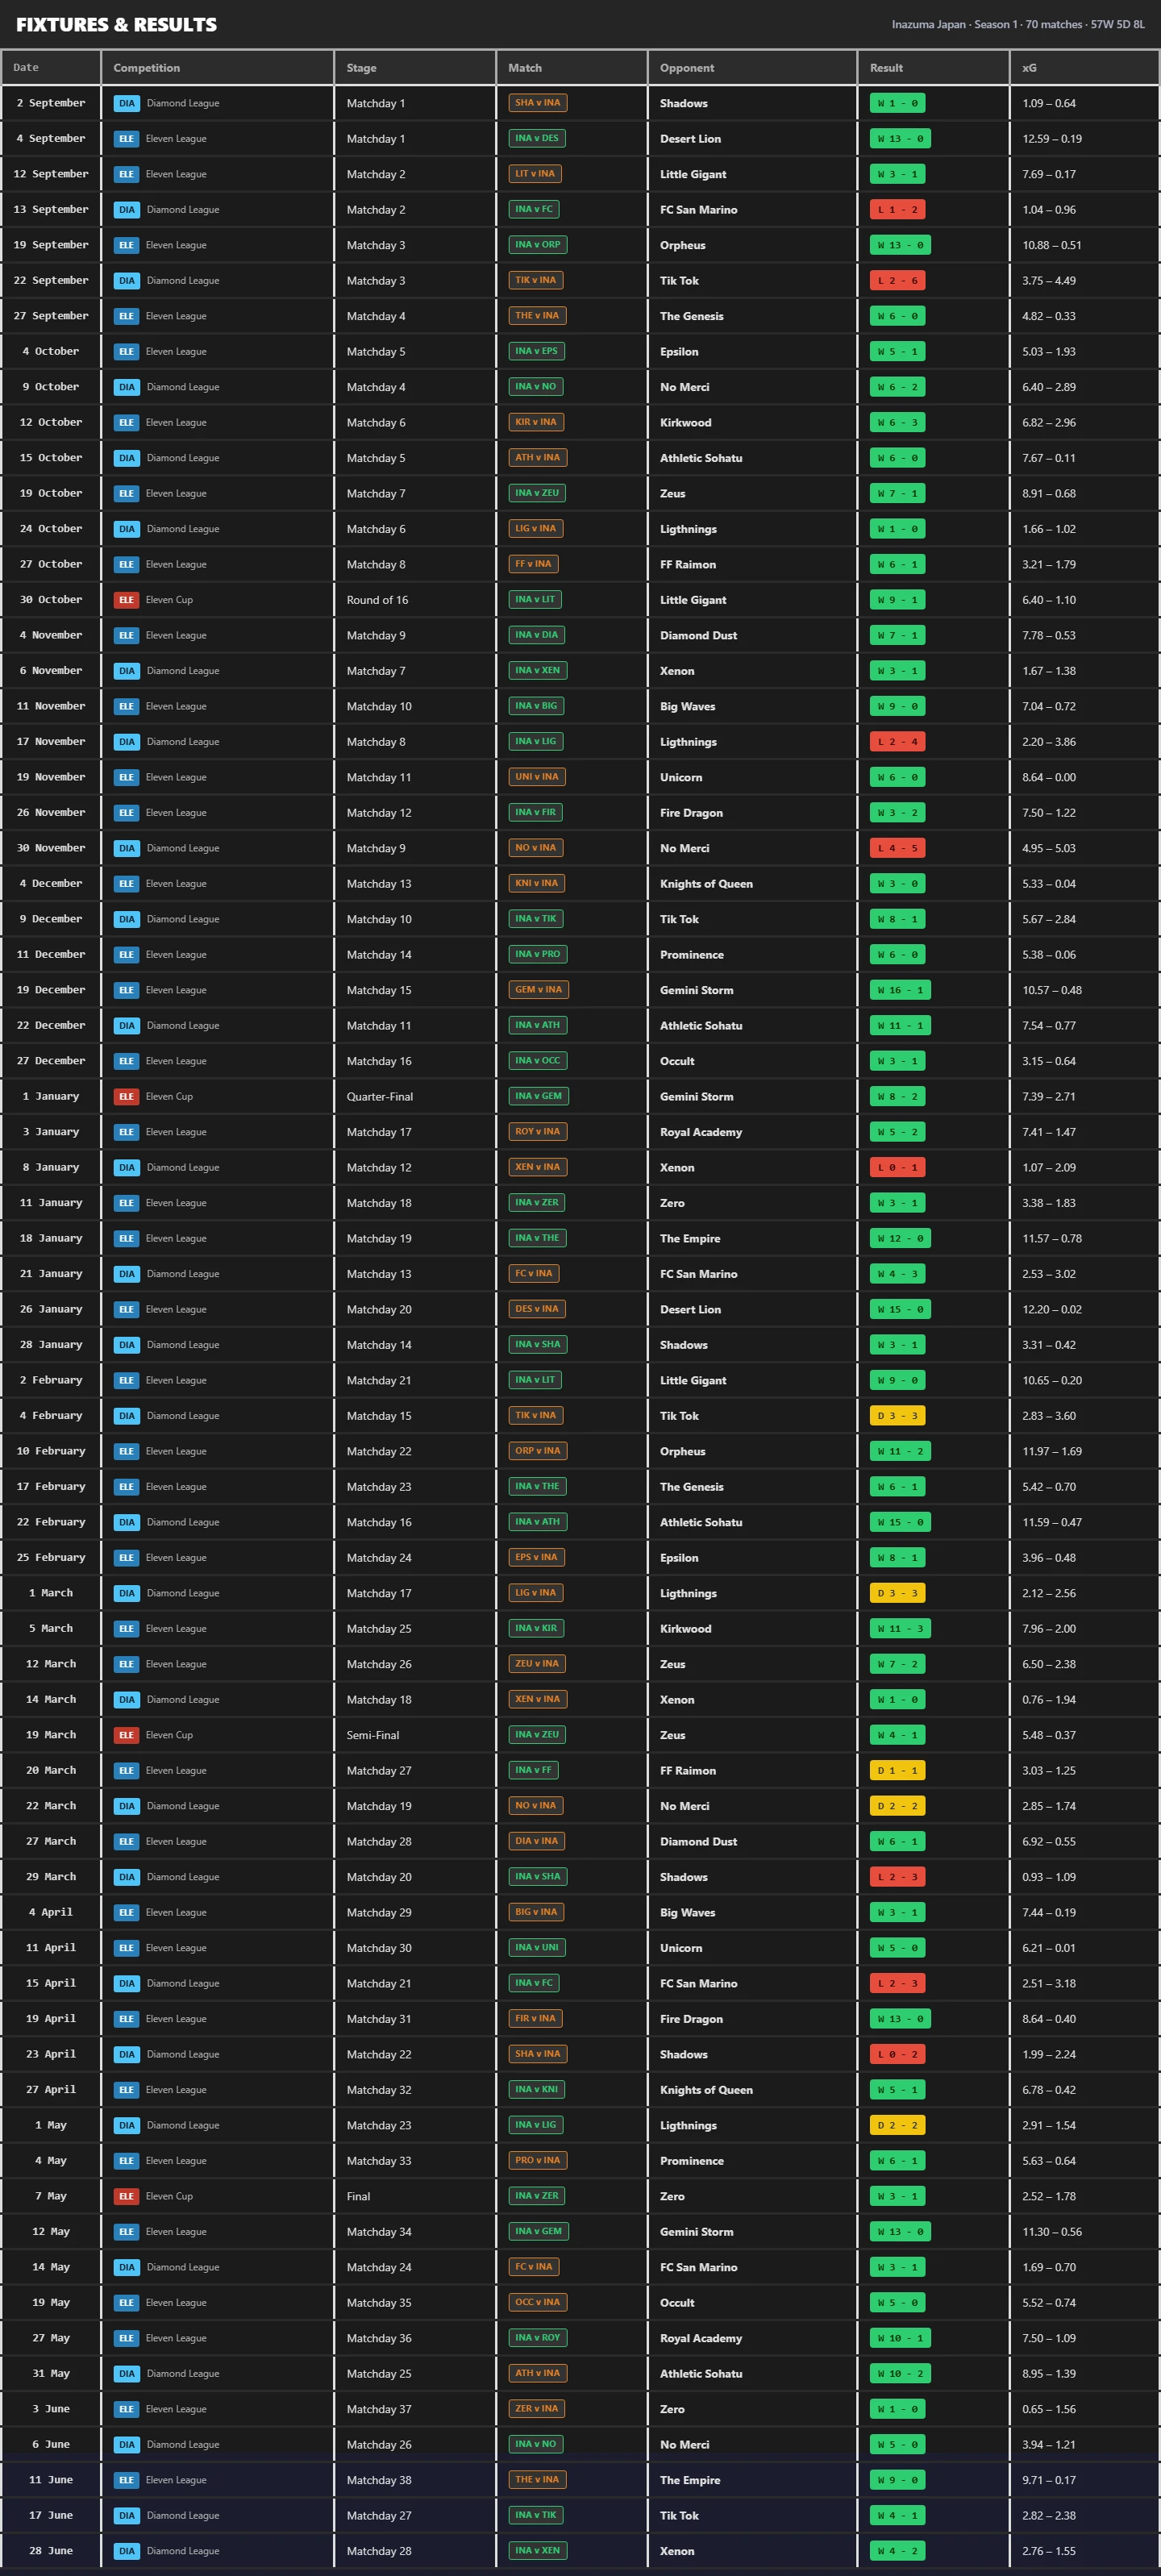 FIXTURES & RESULTS
Inazuma Japan · Season 1 · 70 matches · 57W 5D 8L
Date Competition Stage Match Opponent Result xG
2 September DIA Diamond League Matchday 1 SHA v INA Shadows W 1 - 0 1.09 – 0.64
4 September ELE Eleven League Matchday 1 INA v DES Desert Lion W 13 - 0 12.59 – 0.19
12 September ELE Eleven League Matchday 2 LIT v INA Little Gigant W 3 - 1 7.69 – 0.17
13 September DIA Diamond League Matchday 2 INA v FC FC San Marino L 1 - 2 1.04 – 0.96
19 September ELE Eleven League Matchday 3 INA v ORP Orpheus W 13 - 0 10.88 – 0.51
22 September DIA Diamond League Matchday 3 TIK v INA Tik Tok L 2 - 6 3.75 – 4.49
27 September ELE Eleven League Matchday 4 THE v INA The Genesis W 6 - 0 4.82 – 0.33
4 October ELE Eleven League Matchday 5 INA v EPS Epsilon W 5 - 1 5.03 – 1.93
9 October DIA Diamond League Matchday 4 INA v NO No Merci W 6 - 2 6.40 – 2.89
12 October ELE Eleven League Matchday 6 KIR v INA Kirkwood W 6 - 3 6.82 – 2.96
15 October DIA Diamond League Matchday 5 ATH v INA Athletic Sohatu W 6 - 0 7.67 – 0.11
19 October ELE Eleven League Matchday 7 INA v ZEU Zeus W 7 - 1 8.91 – 0.68
24 October DIA Diamond League Matchday 6 LIG v INA Ligthnings W 1 - 0 1.66 – 1.02
27 October ELE Eleven League Matchday 8 FF v INA FF Raimon W 6 - 1 3.21 – 1.79
30 October ELE Eleven Cup Round of 16 INA v LIT Little Gigant W 9 - 1 6.40 – 1.10
4 November ELE Eleven League Matchday 9 INA v DIA Diamond Dust W 7 - 1 7.78 – 0.53
6 November DIA Diamond League Matchday 7 INA v XEN Xenon W 3 - 1 1.67 – 1.38
11 November ELE Eleven League Matchday 10 INA v BIG Big Waves W 9 - 0 7.04 – 0.72
17 November DIA Diamond League Matchday 8 INA v LIG Ligthnings L 2 - 4 2.20 – 3.86
19 November ELE Eleven League Matchday 11 UNI v INA Unicorn W 6 - 0 8.64 – 0.00
26 November ELE Eleven League Matchday 12 INA v FIR Fire Dragon W 3 - 2 7.50 – 1.22
30 November DIA Diamond League Matchday 9 NO v INA No Merci L 4 - 5 4.95 – 5.03
4 December ELE Eleven League Matchday 13 KNI v INA Knights of Queen W 3 - 0 5.33 – 0.04
9 December DIA Diamond League Matchday 10 INA v TIK Tik Tok W 8 - 1 5.67 – 2.84
11 December ELE Eleven League Matchday 14 INA v PRO Prominence W 6 - 0 5.38 – 0.06
19 December ELE Eleven League Matchday 15 GEM v INA Gemini Storm W 16 - 1 10.57 – 0.48
22 December DIA Diamond League Matchday 11 INA v ATH Athletic Sohatu W 11 - 1 7.54 – 0.77
27 December ELE Eleven League Matchday 16 INA v OCC Occult W 3 - 1 3.15 – 0.64
1 January ELE Eleven Cup Quarter-Final INA v GEM Gemini Storm W 8 - 2 7.39 – 2.71
3 January ELE Eleven League Matchday 17 ROY v INA Royal Academy W 5 - 2 7.41 – 1.47
8 January DIA Diamond League Matchday 12 XEN v INA Xenon L 0 - 1 1.07 – 2.09
11 January ELE Eleven League Matchday 18 INA v ZER Zero W 3 - 1 3.38 – 1.83
18 January ELE Eleven League Matchday 19 INA v THE The Empire W 12 - 0 11.57 – 0.78
21 January DIA Diamond League Matchday 13 FC v INA FC San Marino W 4 - 3 2.53 – 3.02
26 January ELE Eleven League Matchday 20 DES v INA Desert Lion W 15 - 0 12.20 – 0.02
28 January DIA Diamond League Matchday 14 INA v SHA Shadows W 3 - 1 3.31 – 0.42
2 February ELE Eleven League Matchday 21 INA v LIT Little Gigant W 9 - 0 10.65 – 0.20
4 February DIA Diamond League Matchday 15 TIK v INA Tik Tok D 3 - 3 2.83 – 3.60
10 February ELE Eleven League Matchday 22 ORP v INA Orpheus W 11 - 2 11.97 – 1.69
17 February ELE Eleven League Matchday 23 INA v THE The Genesis W 6 - 1 5.42 – 0.70
22 February DIA Diamond League Matchday 16 INA v ATH Athletic Sohatu W 15 - 0 11.59 – 0.47
25 February ELE Eleven League Matchday 24 EPS v INA Epsilon W 8 - 1 3.96 – 0.48
1 March DIA Diamond League Matchday 17 LIG v INA Ligthnings D 3 - 3 2.12 – 2.56
5 March ELE Eleven League Matchday 25 INA v KIR Kirkwood W 11 - 3 7.96 – 2.00
12 March ELE Eleven League Matchday 26 ZEU v INA Zeus W 7 - 2 6.50 – 2.38
14 March DIA Diamond League Matchday 18 XEN v INA Xenon W 1 - 0 0.76 – 1.94
19 March ELE Eleven Cup Semi-Final INA v ZEU Zeus W 4 - 1 5.48 – 0.37
20 March ELE Eleven League Matchday 27 INA v FF FF Raimon D 1 - 1 3.03 – 1.25
22 March DIA Diamond League Matchday 19 NO v INA No Merci D 2 - 2 2.85 – 1.74
27 March ELE Eleven League Matchday 28 DIA v INA Diamond Dust W 6 - 1 6.92 – 0.55
29 March DIA Diamond League Matchday 20 INA v SHA Shadows L 2 - 3 0.93 – 1.09
4 April ELE Eleven League Matchday 29 BIG v INA Big Waves W 3 - 1 7.44 – 0.19
11 April ELE Eleven League Matchday 30 INA v UNI Unicorn W 5 - 0 6.21 – 0.01
15 April DIA Diamond League Matchday 21 INA v FC FC San Marino L 2 - 3 2.51 – 3.18
19 April ELE Eleven League Matchday 31 FIR v INA Fire Dragon W 13 - 0 8.64 – 0.40
23 April DIA Diamond League Matchday 22 SHA v INA Shadows L 0 - 2 1.99 – 2.24
27 April ELE Eleven League Matchday 32 INA v KNI Knights of Queen W 5 - 1 6.78 – 0.42
1 May DIA Diamond League Matchday 23 INA v LIG Ligthnings D 2 - 2 2.91 – 1.54
4 May ELE Eleven League Matchday 33 PRO v INA Prominence W 6 - 1 5.63 – 0.64
7 May ELE Eleven Cup Final INA v ZER Zero W 3 - 1 2.52 – 1.78
12 May ELE Eleven League Matchday 34 INA v GEM Gemini Storm W 13 - 0 11.30 – 0.56
14 May DIA Diamond League Matchday 24 FC v INA FC San Marino W 3 - 1 1.69 – 0.70
19 May ELE Eleven League Matchday 35 OCC v INA Occult W 5 - 0 5.52 – 0.74
27 May ELE Eleven League Matchday 36 INA v ROY Royal Academy W 10 - 1 7.50 – 1.09
31 May DIA Diamond League Matchday 25 ATH v INA Athletic Sohatu W 10 - 2 8.95 – 1.39
3 June ELE Eleven League Matchday 37 ZER v INA Zero W 1 - 0 0.65 – 1.56
6 June DIA Diamond League Matchday 26 INA v NO No Merci W 5 - 0 3.94 – 1.21
11 June ELE Eleven League Matchday 38 THE v INA The Empire W 9 - 0 9.71 – 0.17
17 June DIA Diamond League Matchday 27 INA v TIK Tik Tok W 4 - 1 2.82 – 2.38
28 June DIA Diamond League Matchday 28 INA v XEN Xenon W 4 - 2 2.76 – 1.55